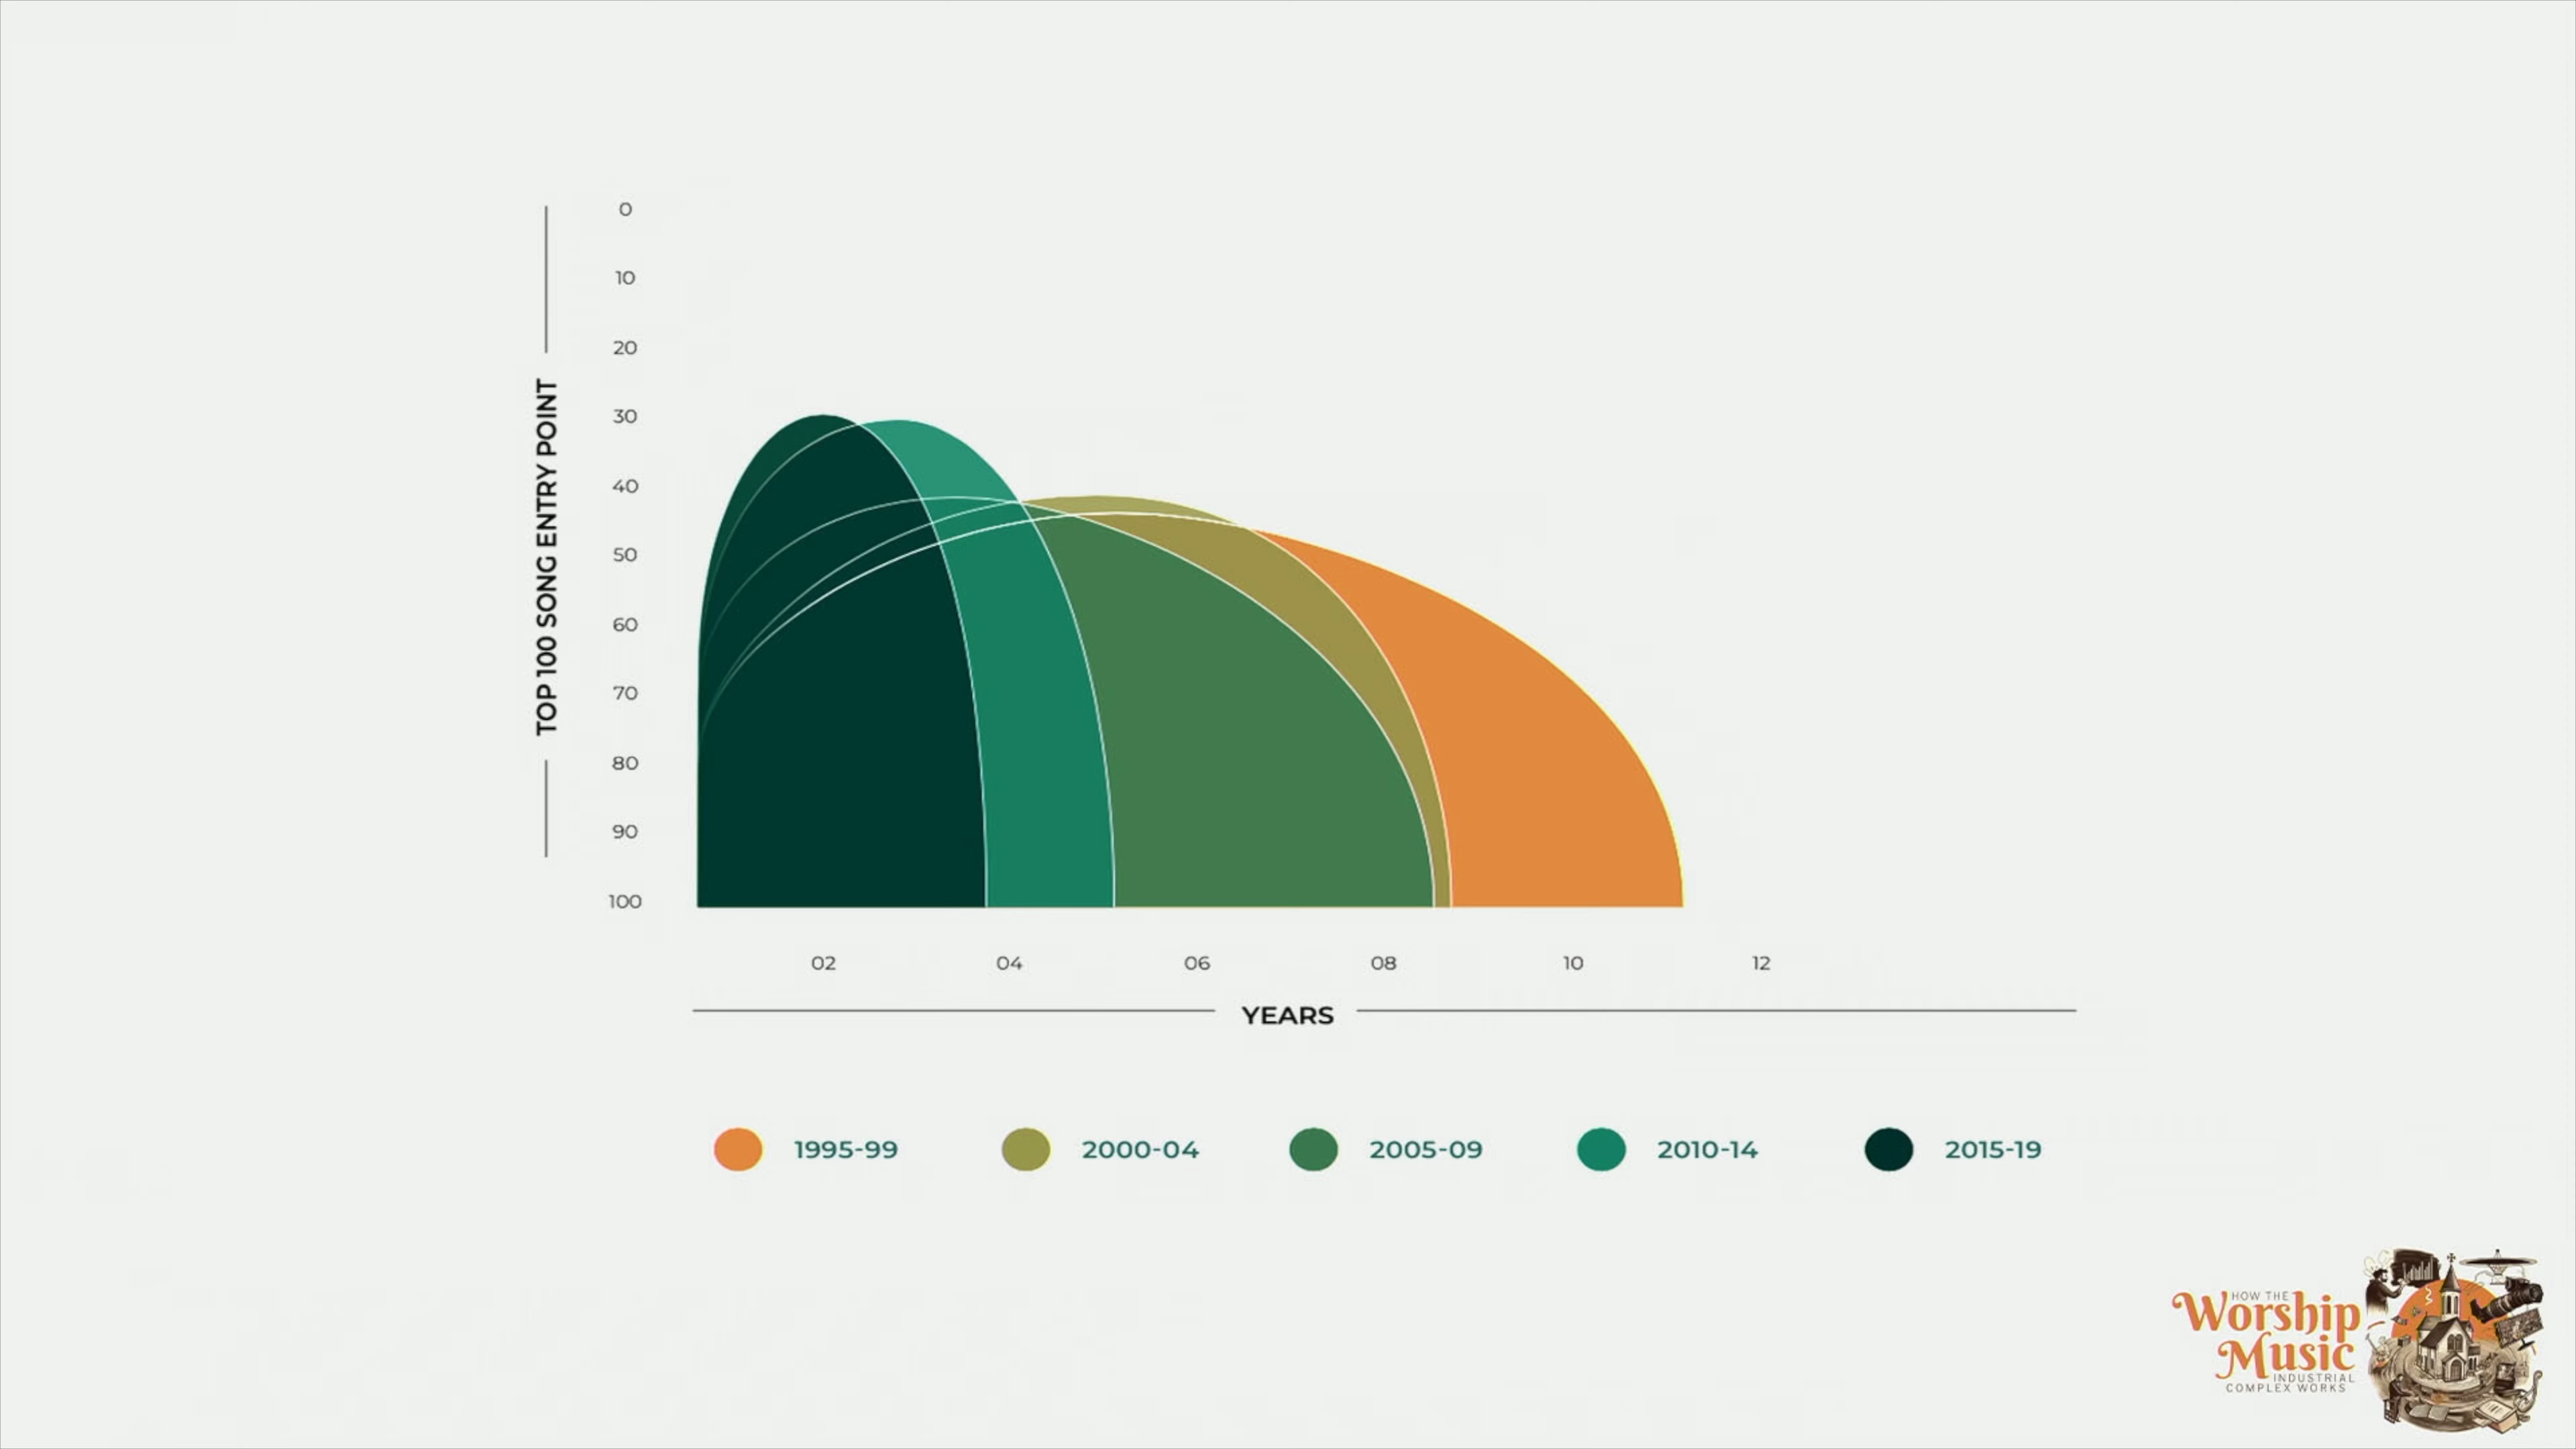 TOP 100 SONG ENTRY POINT
0
10
20
30
40
50
60
70
80
90
100
02 04 06 08 10 12
YEARS
1995-99 2000-04 2005-09 2010-14 2015-19
HOW THE
Worship
Music
INDUSTRIAL
COMPLEX WORKS